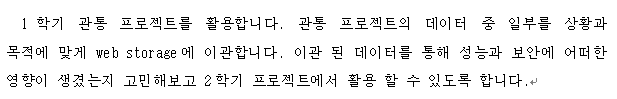 1 학기 관통 프로젝트를 활용합니다. 관통 프로젝트의 데이터 중 일부를 상황과
목적에 맞게 web storage에 이관합니다. 이관 된 데이터를 통해 성능과 보안에 어떠한
영향이 생겼는지 고민해보고 2학기 프로젝트에서 활용 할 수 있도록 합니다.↵